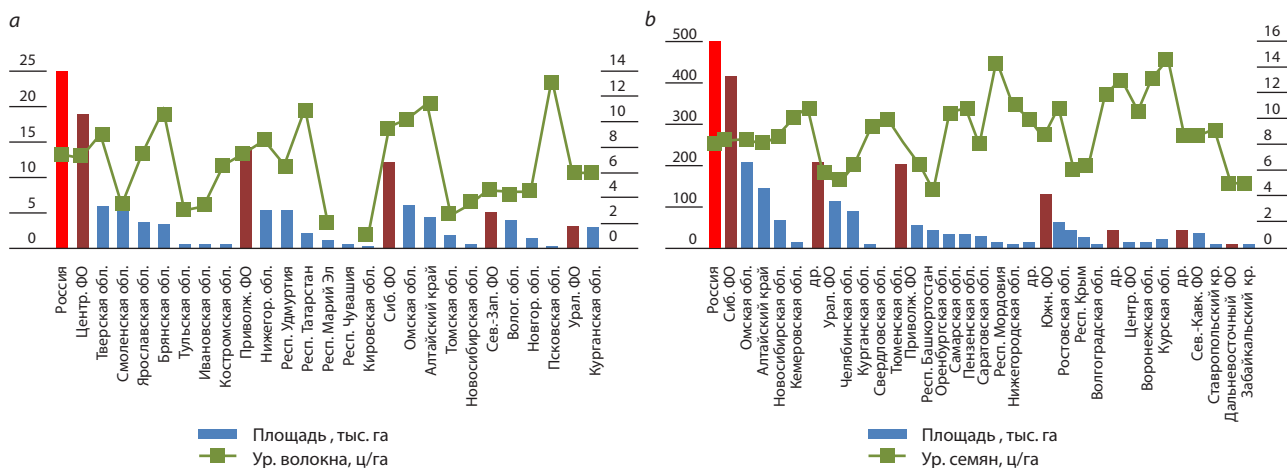 a
25
20
15
10
5
0
14
12
10
8
6
4
2
0
Россия
Центр. ФО
Тверская обл.
Смоленская обл.
Ярославская обл.
Брянская обл.
Тульская обл.
Ивановская обл.
Костромская обл.
Приволж. ФО
Нижегор. обл.
Респ. Удмуртия
Респ. Татарстан
Респ. Марий Эл
Респ. Чувашия
Кировская обл.
Сиб. ФО
Омская обл.
Алтайский край
Томская обл.
Новосибирская обл.
Сев.-Зап. ФО
Волог. обл.
Новгор. обл.
Псковская обл.
Урал. ФО
Курганская обл.
Площадь , тыс. га
Ур. волокна, ц/га
b
500
400
300
200
100
0
16
14
12
10
8
6
4
2
0
Россия
Сиб. ФО
Омская обл.
Алтайский край
Новосибирская обл.
Кемеровская обл.
др.
Урал. ФО
Челябинская обл.
Курганская обл.
Свердловская обл.
Тюменская обл.
Приволж. ФО
Респ. Башкортостан
Оренбургская обл.
Самарская обл.
Пензенская обл.
Саратовская обл.
Респ. Мордовия
Нижегородская обл.
др.
Южн. ФО
Ростовская обл.
Респ. Крым
Волгоградская обл.
др.
Центр. ФО
Воронежская обл.
Курская обл.
др.
Сев.-Кавк. ФО
Ставропольский кр.
Дальневосточный ФО
Забайкальский кр.
Площадь , тыс. га
Ур. семян, ц/га